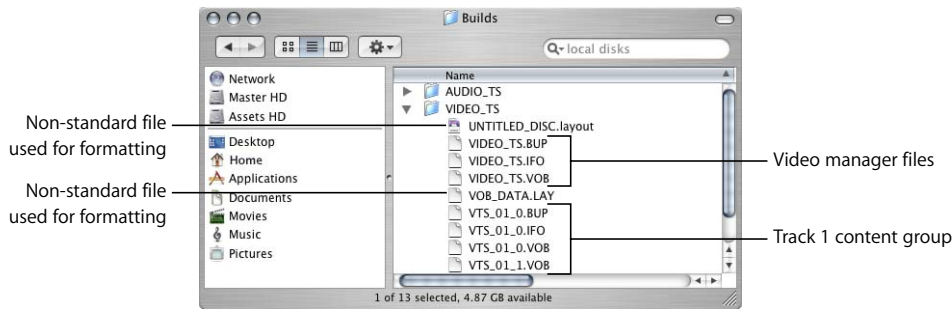 Builds
local disks
Network
Master HD
Assets HD
Desktop
Home
Applications
Documents
Movies
Music
Pictures
Name
AUDIO_TS
VIDEO_TS
UNTITLED_DISC.layout
VIDEO_TS.BUP
VIDEO_TS.IFO
VIDEO_TS.VOB
VOB_DATA.LAY
VTS_01_0.BUP
VTS_01_0.IFO
VTS_01_0.VOB
VTS_01_1.VOB
1 of 13 selected, 4.87 GB available
Non-standard file
used for formatting
Non-standard file
used for formatting
Video manager files
Track 1 content group